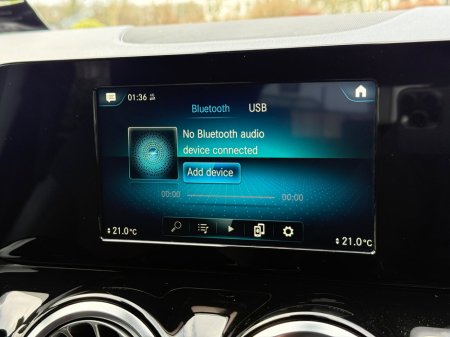 01:36
Bluetooth USB
No Bluetooth audio
device connected
Add device
00:00 00:00
21.0°C 21.0°C